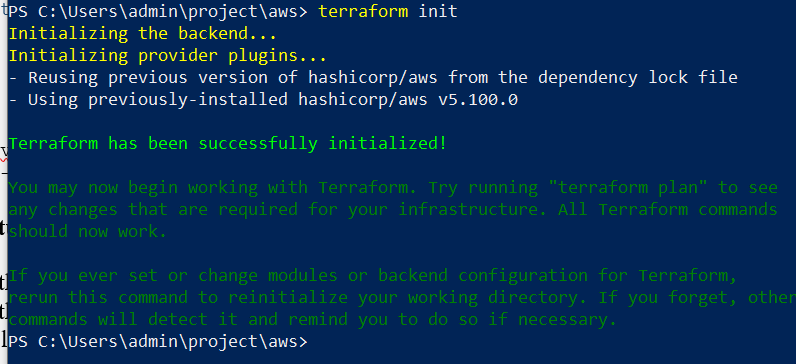 PS C:\Users\admin\project\aws> terraform init
Initializing the backend...
Initializing provider plugins...
- Reusing previous version of hashicorp/aws from the dependency lock file
- Using previously-installed hashicorp/aws v5.100.0
Terraform has been successfully initialized!
You may now begin working with Terraform. Try running "terraform plan" to see
any changes that are required for your infrastructure. All Terraform commands
should now work.
If you ever set or change modules or backend configuration for Terraform,
rerun this command to reinitialize your working directory. If you forget, other
commands will detect it and remind you to do so if necessary.
PS C:\Users\admin\project\aws>